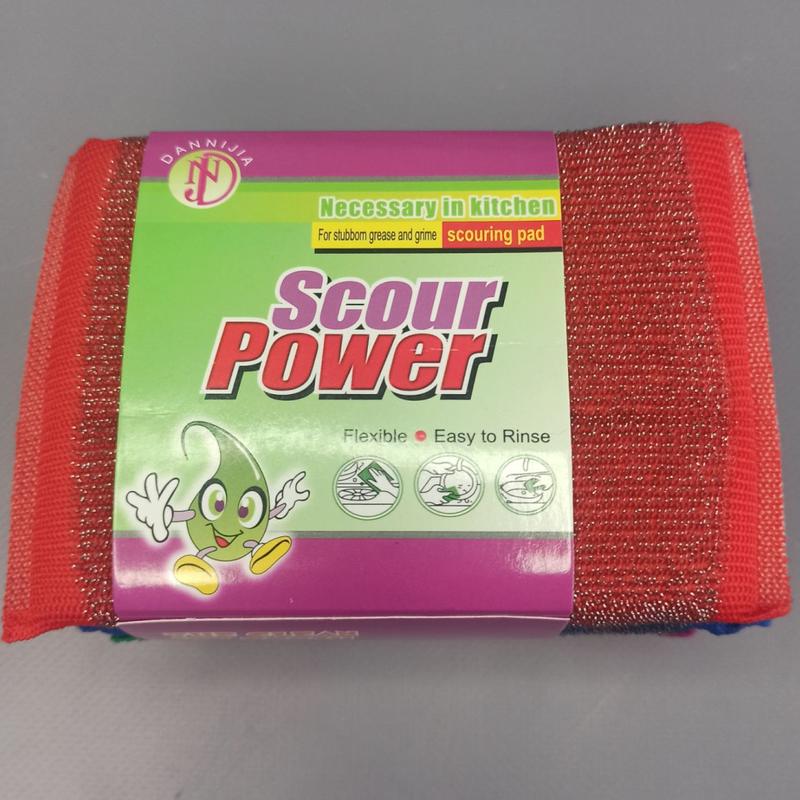 DANNIJIA
Necessary in kitchen
For stubborn grease and grime scouring pad
Scour
Power
Flexible • Easy to Rinse